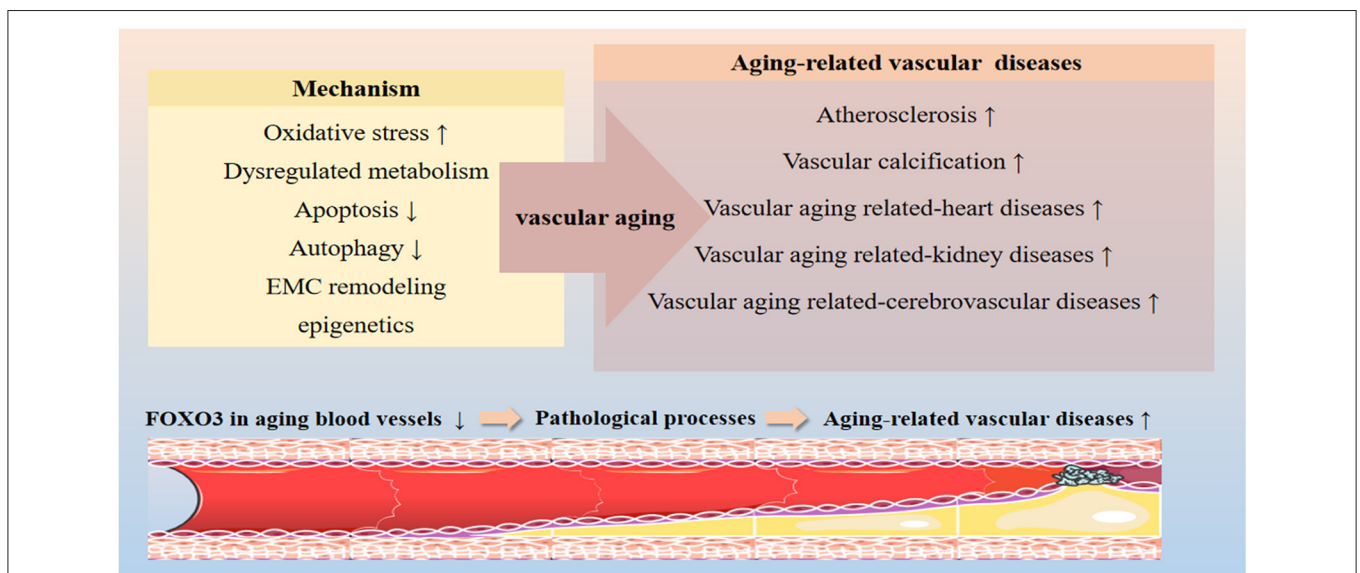 Mechanism
Oxidative stress ↑
Dysregulated metabolism
Apoptosis ↓
Autophagy ↓
EMC remodeling
epigenetics
vascular aging
Aging-related vascular diseases
Atherosclerosis ↑
Vascular calcification ↑
Vascular aging related-heart diseases ↑
Vascular aging related-kidney diseases ↑
Vascular aging related-cerebrovascular diseases ↑
FOXO3 in aging blood vessels ↓ Pathological processes Aging-related vascular diseases ↑